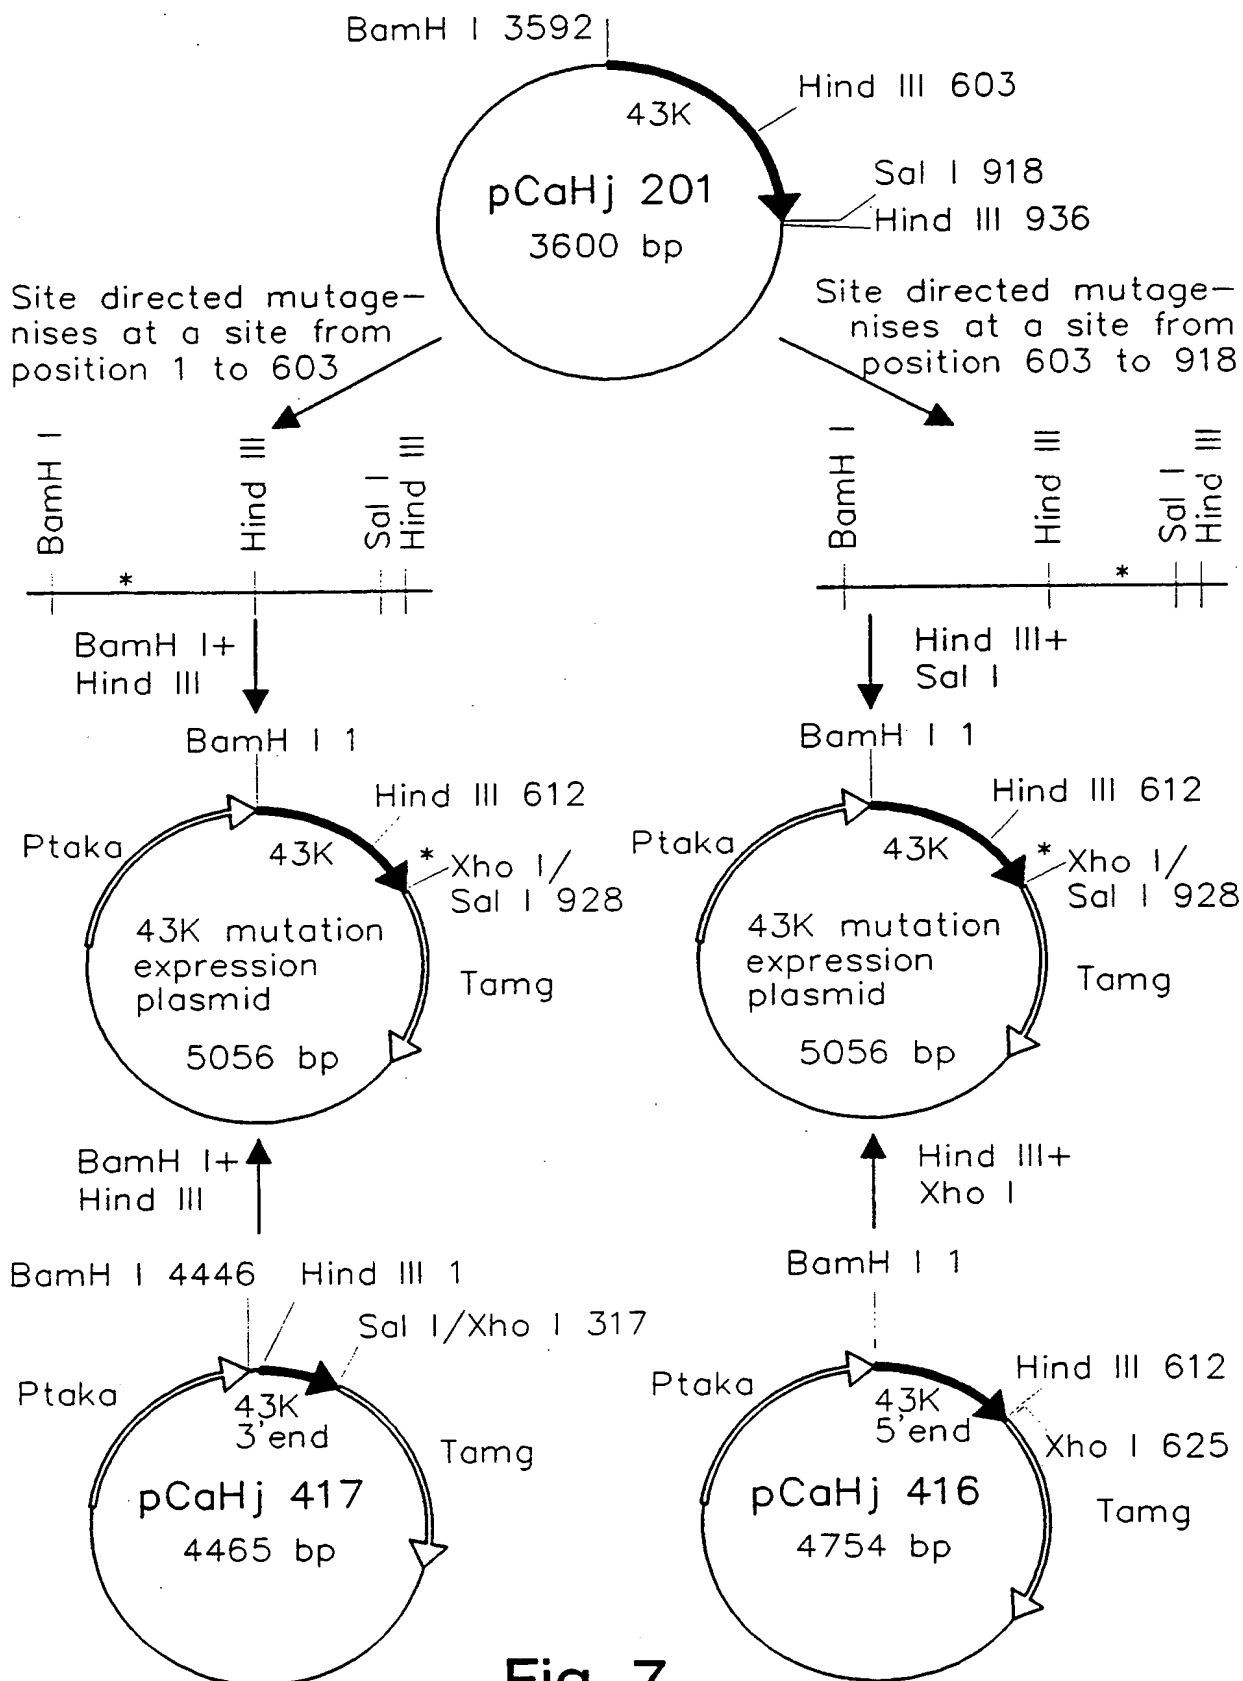 BamH I 3592
Hind III 603
43K
pCaHj 201
3600 bp
Sal I 918
Hind III 936
Site directed mutage-
nises at a site from
position 1 to 603
Site directed mutage-
nises at a site from
position 603 to 918
BamH I
Hind III
Sal I
Hind III
*
BamH I
Hind III
Sal I
Hind III
*
BamH I+
Hind III
Hind III+
Sal I
BamH I 1
Hind III 612
Ptaka
43K
*
Xho I/
Sal I 928
43K mutation
expression
plasmid
5056 bp
Tamg
BamH I 1
Hind III 612
Ptaka
43K
*
Xho I/
Sal I 928
43K mutation
expression
plasmid
5056 bp
Tamg
BamH I+
Hind III
Hind III+
Xho I
BamH I 4446
Hind III 1
Sal I/Xho I 317
Ptaka
43K
3'end
Tamg
pCaHj 417
4465 bp
BamH I 1
Hind III 612
Ptaka
43K
5'end
Xho I 625
Tamg
pCaHj 416
4754 bp
Fig. 7